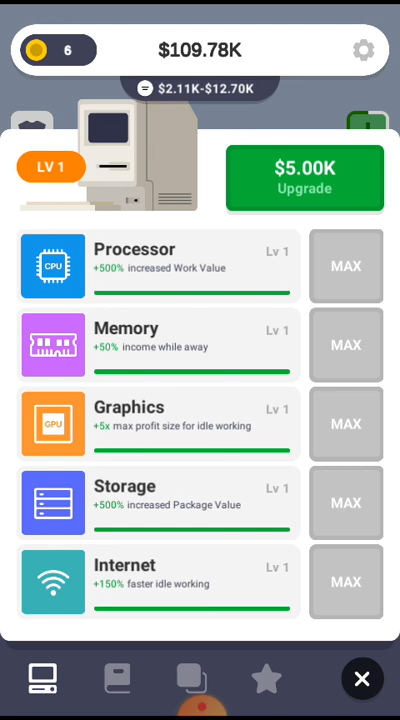 6
$109.78K
$2.11K-$12.70K
LV 1
$5.00K
Upgrade
CPU
Processor
Lv 1
+500% increased Work Value
MAX
Memory
Lv 1
+50% income while away
MAX
GPU
Graphics
Lv 1
+5x max profit size for idle working
MAX
Storage
Lv 1
+500% increased Package Value
MAX
Internet
Lv 1
+150% faster idle working
MAX